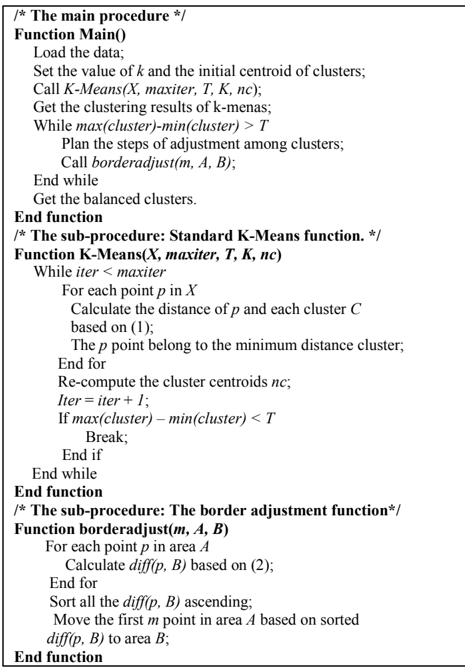 /* The main procedure */
Function Main()
Load the data;
Set the value of k and the initial centroid of clusters;
Call K-Means(X, maxiter, T, K, nc);
Get the clustering results of k-menas;
While max(cluster)-min(cluster) > T
Plan the steps of adjustment among clusters;
Call borderadjust(m, A, B);
End while
Get the balanced clusters.
End function
/* The sub-procedure: Standard K-Means function. */
Function K-Means(X, maxiter, T, K, nc)
While iter < maxiter
For each point p in X
Calculate the distance of p and each cluster C
based on (1);
The p point belong to the minimum distance cluster;
End for
Re-compute the cluster centroids nc;
Iter = iter + 1;
If max(cluster) – min(cluster) < T
Break;
End if
End while
End function
/* The sub-procedure: The border adjustment function*/
Function borderadjust(m, A, B)
For each point p in area A
Calculate diff(p, B) based on (2);
End for
Sort all the diff(p, B) ascending;
Move the first m point in area A based on sorted
diff(p, B) to area B;
End function